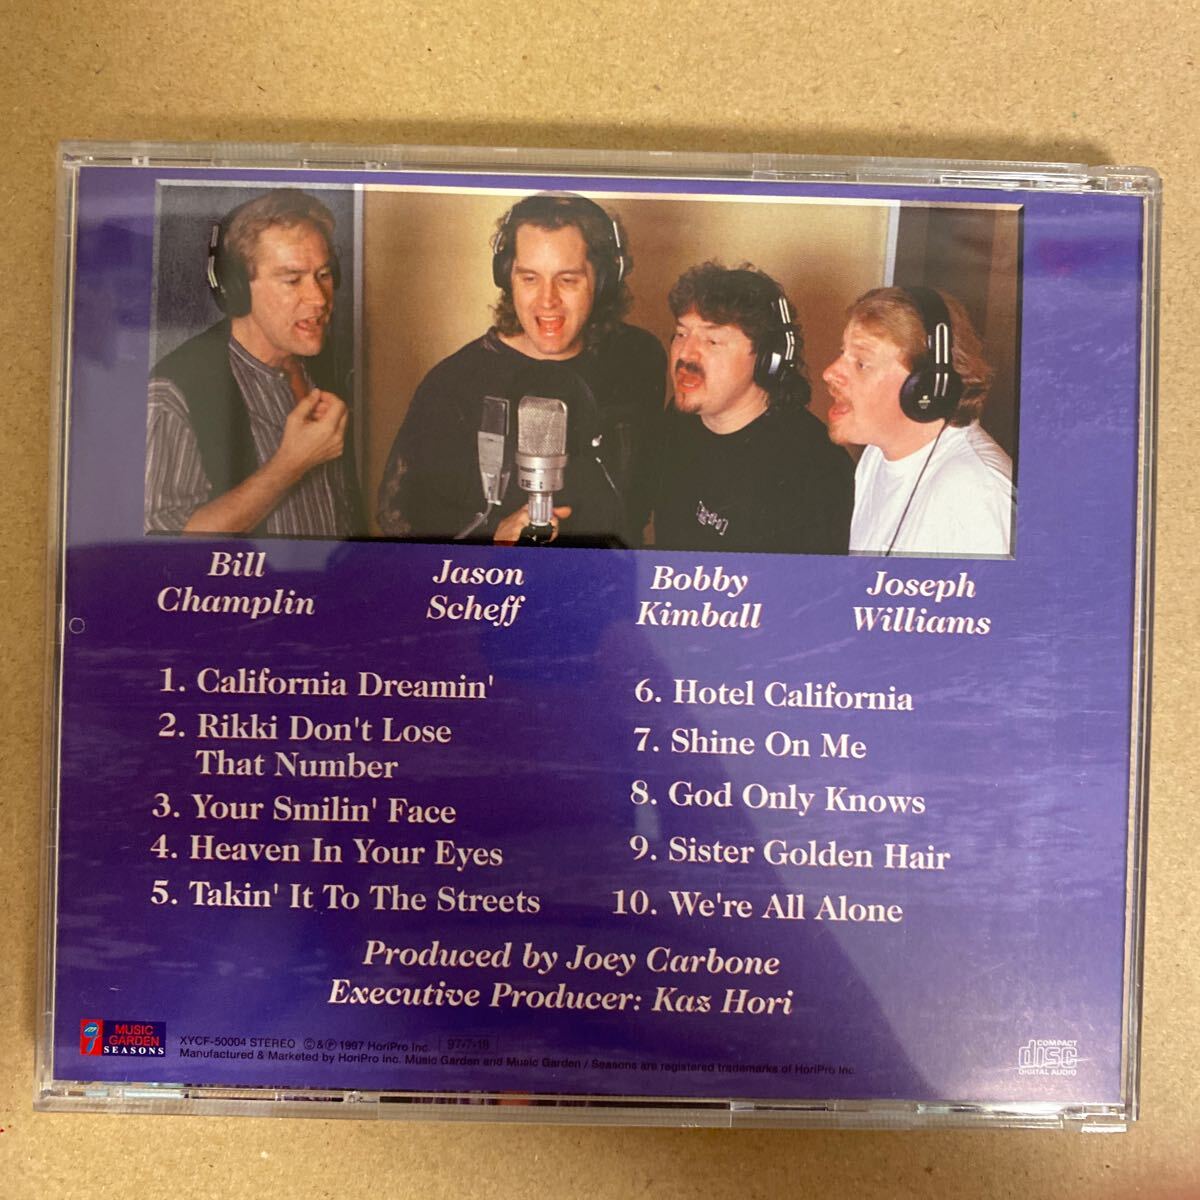 Bill
Champlin
Jason
Scheff
Bobby
Kimball
Joseph
Williams
1. California Dreamin'
2. Rikki Don't Lose
That Number
3. Your Smilin' Face
4. Heaven In Your Eyes
5. Takin' It To The Streets
6. Hotel California
7. Shine On Me
8. God Only Knows
9. Sister Golden Hair
10. We're All Alone
Produced by Joey Carbone
Executive Producer: Kaz Hori
MUSIC
GARDEN
SEASONS
XYCF-50004 STEREO ©&℗ 1997 HoriPro Inc. 97·7·18
Manufactured & Marketed by HoriPro Inc. Music Garden and Music Garden / Seasons are registered trademarks of HoriPro Inc.
COMPACT
disc
DIGITAL AUDIO